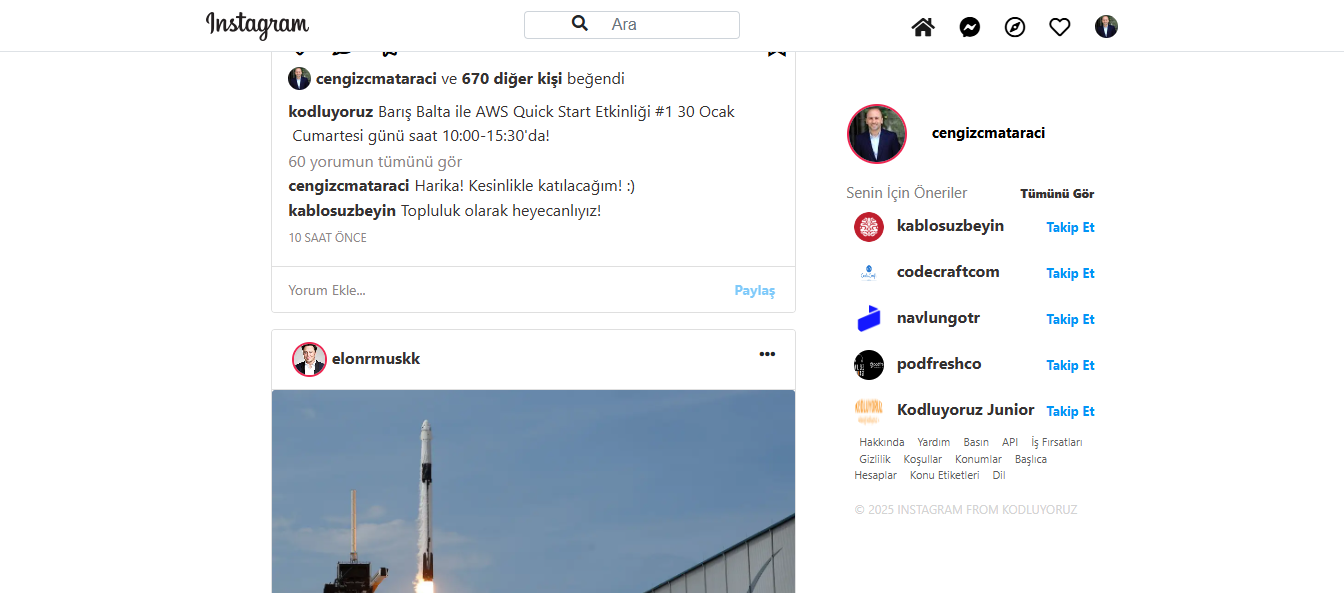 Instagram
Ara
cengizcmataraci ve 670 diğer kişi beğendi
kodluyoruz Barış Balta ile AWS Quick Start Etkinliği #1 30 Ocak
Cumartesi günü saat 10:00-15:30'da!
60 yorumun tümünü gör
cengizcmataraci Harika! Kesinlikle katılacağım! :)
kablosuzbeyin Topluluk olarak heyecanlıyız!
10 SAAT ÖNCE
Yorum Ekle... Paylaş
elonrmuskk
cengizcmataraci
Senin İçin Öneriler Tümünü Gör
kablosuzbeyin Takip Et
codecraftcom Takip Et
navlungotr Takip Et
podfreshco Takip Et
Kodluyoruz Junior Takip Et
Hakkında Yardım Basın API İş Fırsatları
Gizlilik Koşullar Konumlar Başlıca
Hesaplar Konu Etiketleri Dil
© 2025 INSTAGRAM FROM KODLUYORUZ